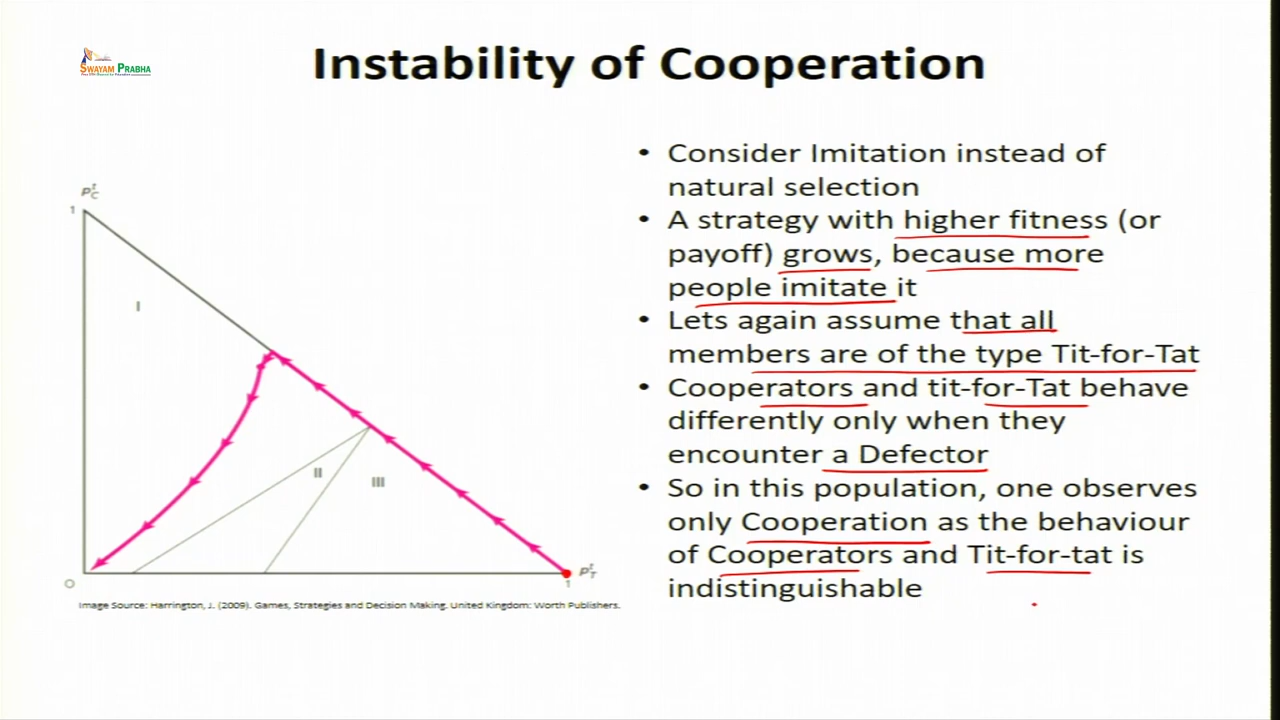 SWAYAM PRABHA
Instability of Cooperation
• Consider Imitation instead of
natural selection
• A strategy with higher fitness (or
payoff) grows, because more
people imitate it
• Lets again assume that all
members are of the type Tit-for-Tat
• Cooperators and tit-for-Tat behave
differently only when they
encounter a Defector
• So in this population, one observes
only Cooperation as the behaviour
of Cooperators and Tit-for-tat is
indistinguishable
p_C^t
1
I
II
III
0
1
p_T^t
Image Source: Harrington, J. (2009). Games, Strategies and Decision Making. United Kingdom: Worth Publishers.